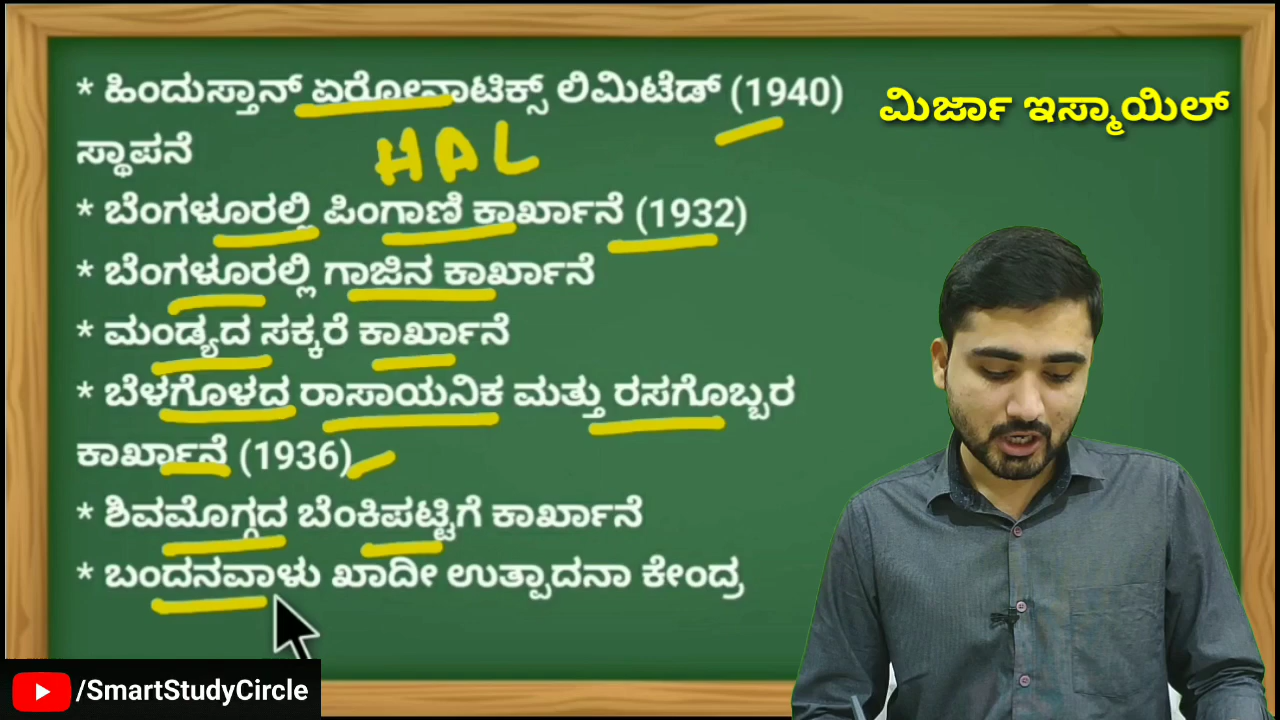 * ಹಿಂದುಸ್ತಾನ್ ಏರೋನಾಟಿಕ್ಸ್ ಲಿಮಿಟೆಡ್ (1940)
ಸ್ಥಾಪನೆ
HAL
* ಬೆಂಗಳೂರಲ್ಲಿ ಪಿಂಗಾಣಿ ಕಾರ್ಖಾನೆ (1932)
* ಬೆಂಗಳೂರಲ್ಲಿ ಗಾಜಿನ ಕಾರ್ಖಾನೆ
* ಮಂಡ್ಯದ ಸಕ್ಕರೆ ಕಾರ್ಖಾನೆ
* ಬೆಳಗೊಳದ ರಾಸಾಯನಿಕ ಮತ್ತು ರಸಗೊಬ್ಬರ
ಕಾರ್ಖಾನೆ (1936)
* ಶಿವಮೊಗ್ಗದ ಬೆಂಕಿಪಟ್ಟಿಗೆ ಕಾರ್ಖಾನೆ
* ಬಂದನವಾಳು ಖಾದೀ ಉತ್ಪಾದನಾ ಕೇಂದ್ರ
ಮಿರ್ಜಾ ಇಸ್ಮಾಯಿಲ್
/SmartStudyCircle